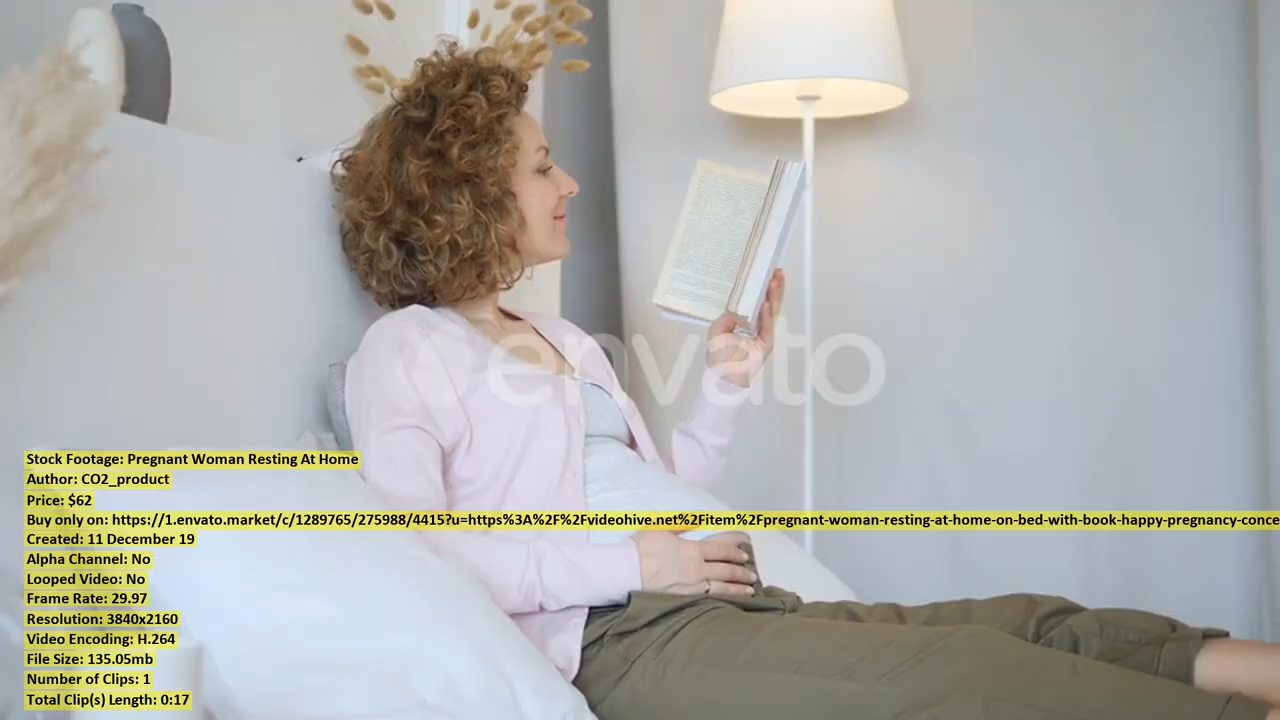 envato
Stock Footage: Pregnant Woman Resting At Home
Author: CO2_product
Price: $62
Buy only on: https://1.envato.market/c/1289765/275988/4415?u=https%3A%2F%2Fvideohive.net%2Fitem%2Fpregnant-woman-resting-at-home-on-bed-with-book-happy-pregnancy-conce
Created: 11 December 19
Alpha Channel: No
Looped Video: No
Frame Rate: 29.97
Resolution: 3840x2160
Video Encoding: H.264
File Size: 135.05mb
Number of Clips: 1
Total Clip(s) Length: 0:17